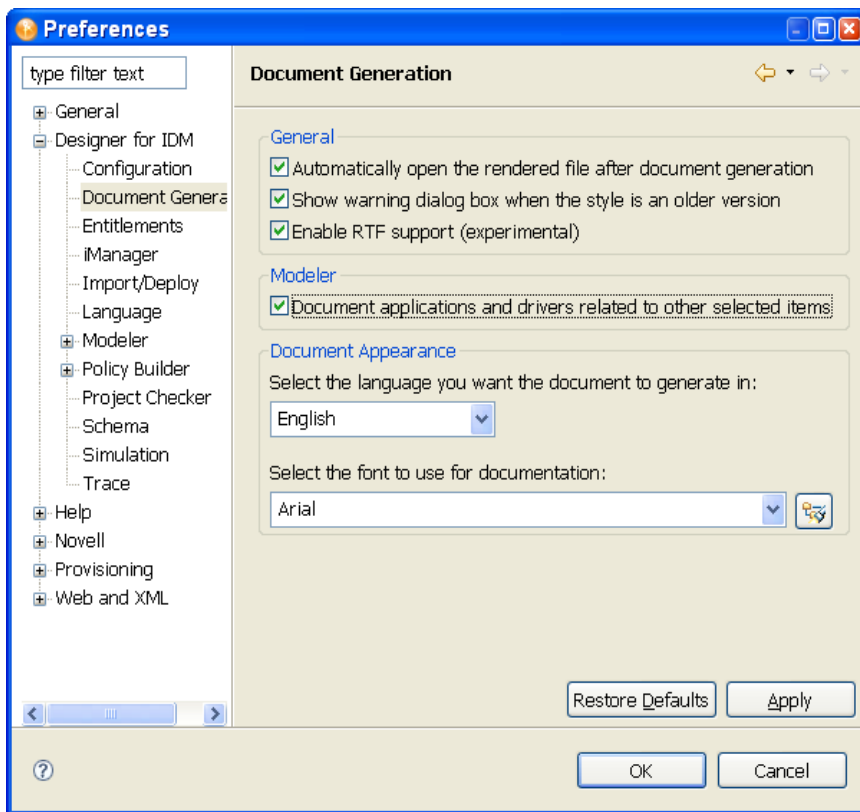 Preferences
type filter text
General
Designer for IDM
Configuration
Document Genera
Entitlements
iManager
Import/Deploy
Language
Modeler
Policy Builder
Project Checker
Schema
Simulation
Trace
Help
Novell
Provisioning
Web and XML
Document Generation
General
Automatically open the rendered file after document generation
Show warning dialog box when the style is an older version
Enable RTF support (experimental)
Modeler
Document applications and drivers related to other selected items
Document Appearance
Select the language you want the document to generate in:
English
Select the font to use for documentation:
Arial
Restore Defaults
Apply
?
OK
Cancel